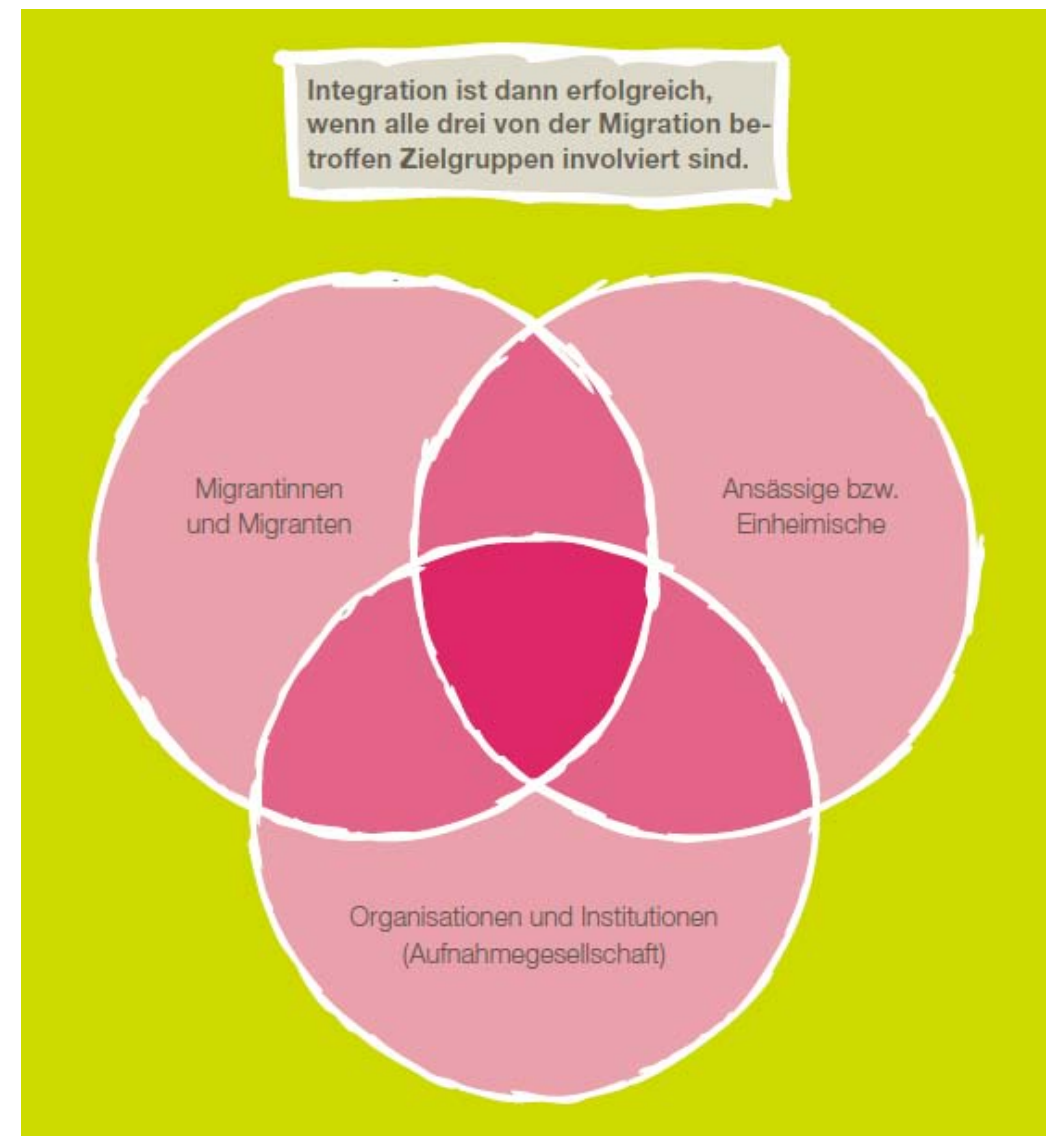 Integration ist dann erfolgreich,
wenn alle drei von der Migration be-
troffen Zielgruppen involviert sind.
Migrantinnen
und Migranten
Ansässige bzw.
Einheimische
Organisationen und Institutionen
(Aufnahmegesellschaft)